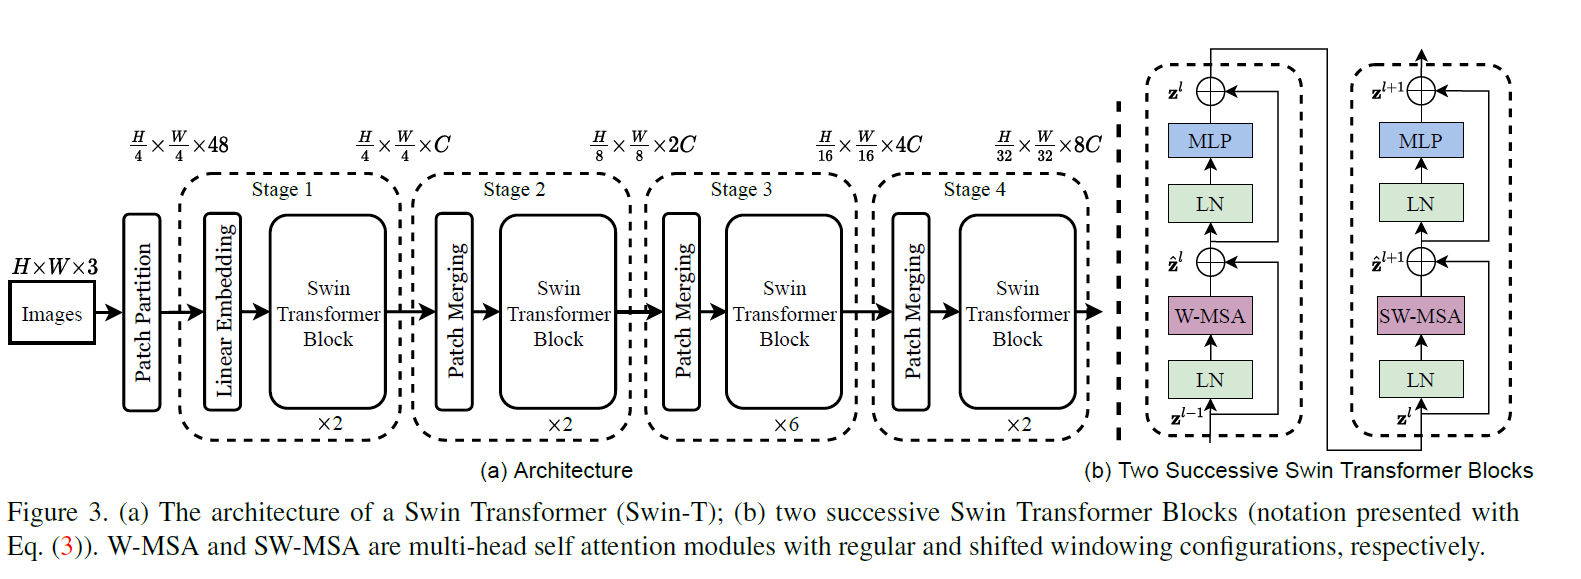 H/4 × W/4 × 48
H/4 × W/4 × C
H/8 × W/8 × 2C
H/16 × W/16 × 4C
H/32 × W/32 × 8C
Stage 1
Stage 2
Stage 3
Stage 4
H×W×3
Images
Patch Partition
Linear Embedding
Swin
Transformer
Block
×2
Patch Merging
Swin
Transformer
Block
×2
Patch Merging
Swin
Transformer
Block
×6
Patch Merging
Swin
Transformer
Block
×2
(a) Architecture
z^l
MLP
LN
ẑ^l
W-MSA
LN
z^{l-1}
z^{l+1}
MLP
LN
ẑ^{l+1}
SW-MSA
LN
z^l
(b) Two Successive Swin Transformer Blocks
Figure 3. (a) The architecture of a Swin Transformer (Swin-T); (b) two successive Swin Transformer Blocks (notation presented with
Eq. (3)). W-MSA and SW-MSA are multi-head self attention modules with regular and shifted windowing configurations, respectively.